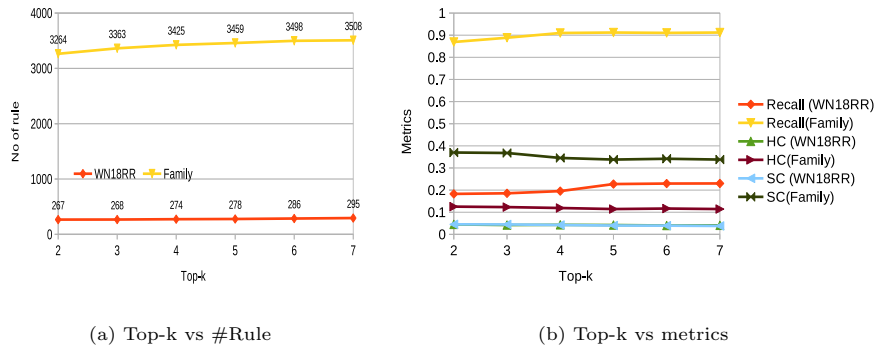 4000
3264 3363 3425 3459 3498 3508
3000
No of rule
2000
WN18RR Family
1000
267 268 274 278 286 295
0
2 3 4 5 6 7
Top-k
(a) Top-k vs #Rule
1
0.9
0.8
0.7
0.6
Metrics
0.5
0.4
0.3
0.2
0.1
0
2 3 4 5 6 7
Top-k
Recall (WN18RR)
Recall(Family)
HC (WN18RR)
HC(Family)
SC (WN18RR)
SC(Family)
(b) Top-k vs metrics